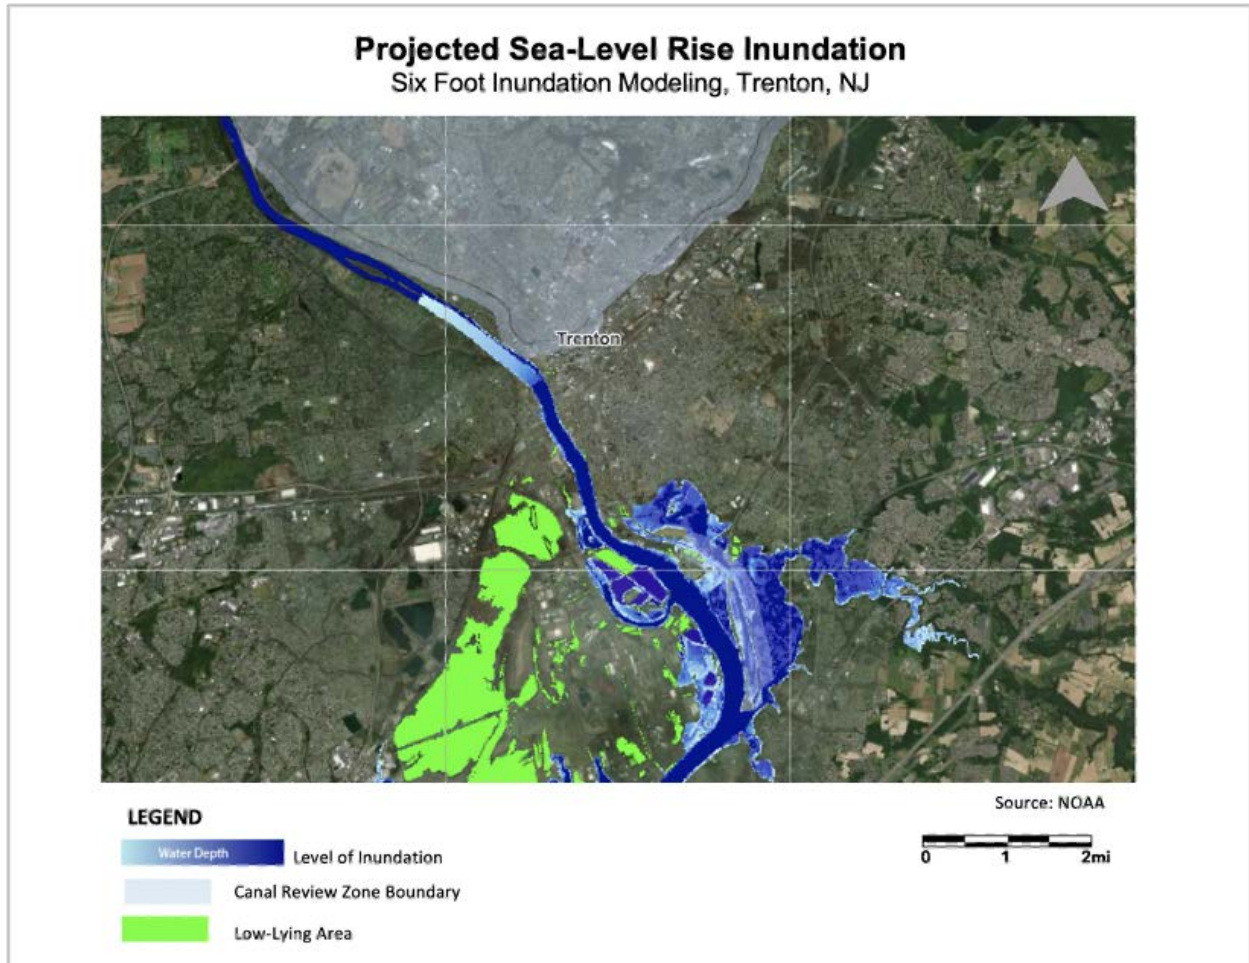 Projected Sea-Level Rise Inundation
Six Foot Inundation Modeling, Trenton, NJ
Trenton
Source: NOAA
LEGEND
Water Depth Level of Inundation
0 1 2mi
Canal Review Zone Boundary
Low-Lying Area